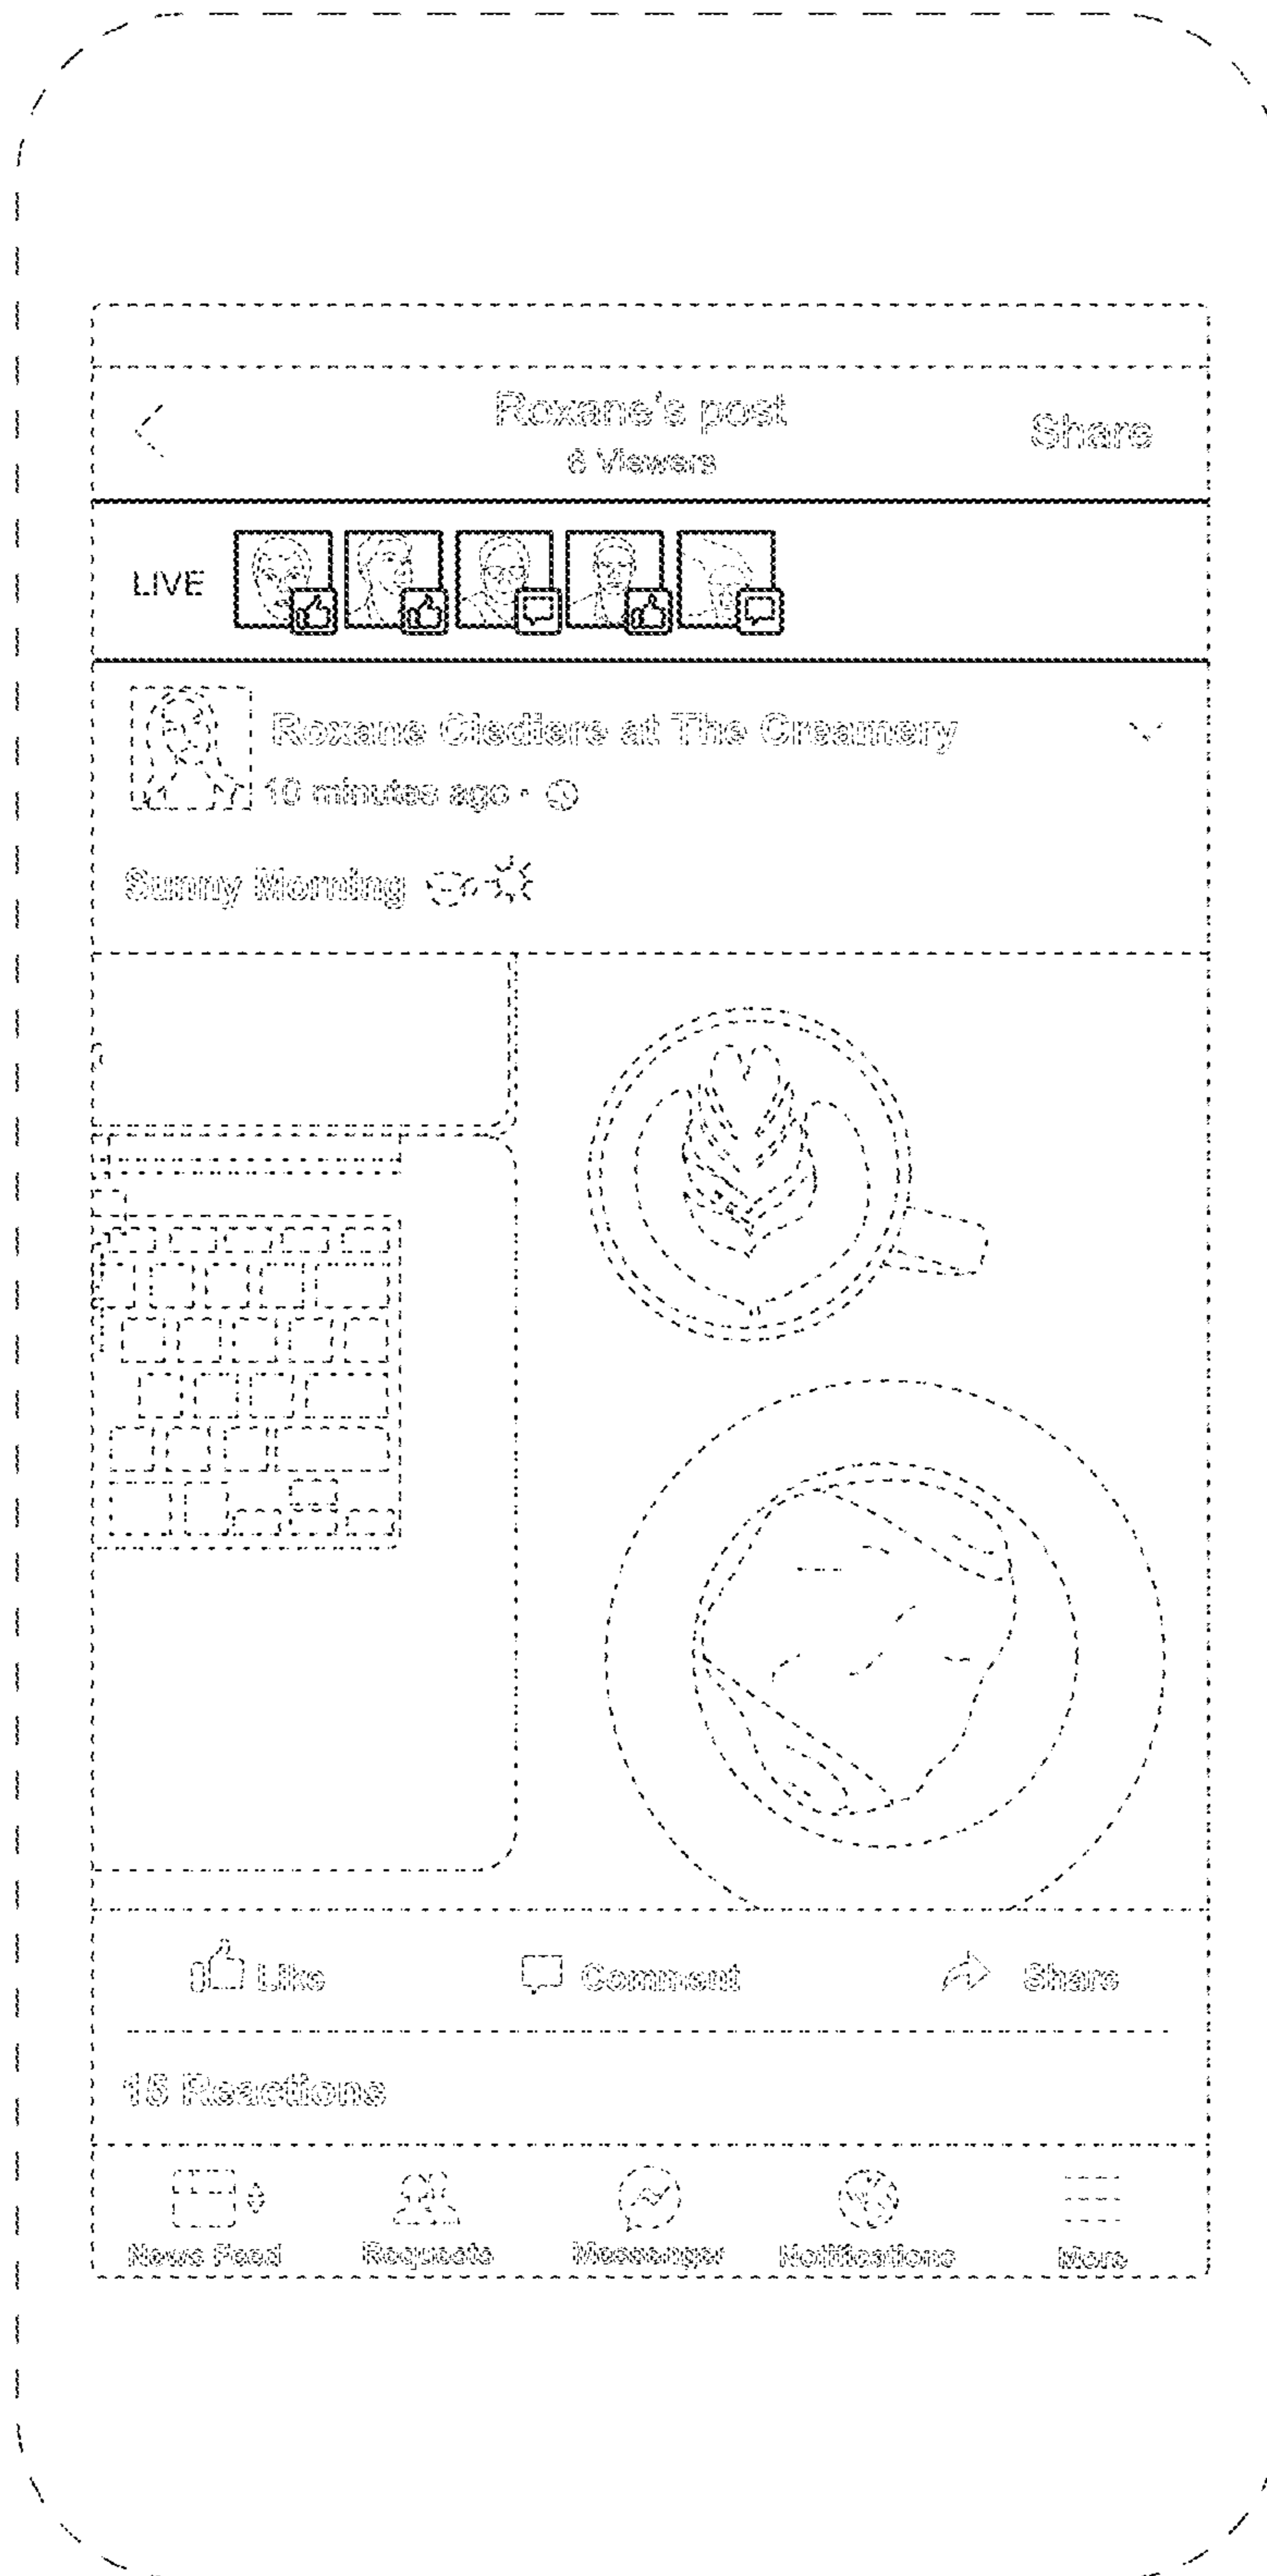 Roxane's post
Share
6 Viewers
LIVE
Roxane Clediere at The Creamery
10 minutes ago ·
Sunny Morning
Like
Comment
Share
15 Reactions
News Feed
Requests
Messenger
Notifications
More